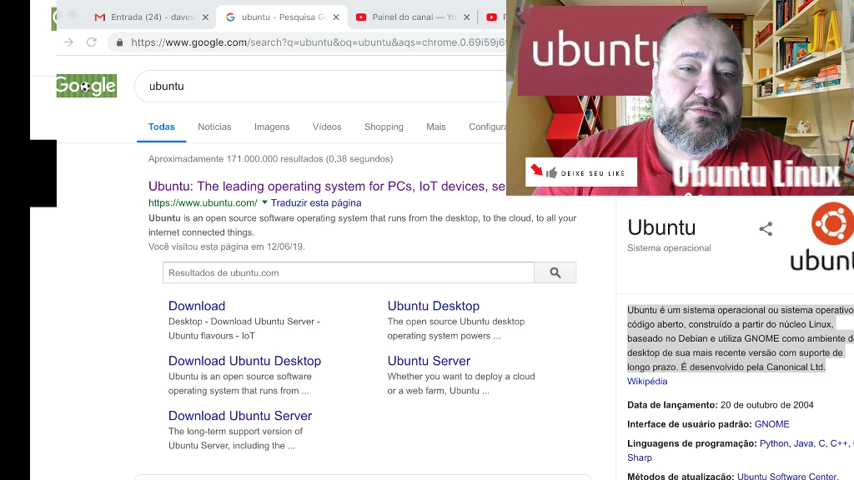 Entrada (24) - daves
ubuntu - Pesquisa G
Painel do canal — Yo
https://www.google.com/search?q=ubuntu&oq=ubuntu&aqs=chrome.0.69i59j6
Google
ubuntu
Todas Notícias Imagens Vídeos Shopping Mais Configura
Aproximadamente 171.000.000 resultados (0,38 segundos)
Ubuntu: The leading operating system for PCs, IoT devices, se
https://www.ubuntu.com/ Traduzir esta página
Ubuntu is an open source software operating system that runs from the desktop, to the cloud, to all your
internet connected things.
Você visitou esta página em 12/06/19.
Resultados de ubuntu.com
Download
Desktop - Download Ubuntu Server -
Ubuntu flavours - IoT
Ubuntu Desktop
The open source Ubuntu desktop
operating system powers ...
Download Ubuntu Desktop
Ubuntu is an open source software
operating system that runs from ...
Ubuntu Server
Whether you want to deploy a cloud
or a web farm, Ubuntu ...
Download Ubuntu Server
The long-term support version of
Ubuntu Server, including the ...
ubuntu
DEIXE SEU LIKE
Ubuntu Linux
Ubuntu
Sistema operacional
ubunt
Ubuntu é um sistema operacional ou sistema operativo
código aberto, construído a partir do núcleo Linux,
baseado no Debian e utiliza GNOME como ambiente d
desktop de sua mais recente versão com suporte de
longo prazo. É desenvolvido pela Canonical Ltd.
Wikipédia
Data de lançamento: 20 de outubro de 2004
Interface de usuário padrão: GNOME
Linguagens de programação: Python, Java, C, C++,
Sharp
Métodos de atualização: Ubuntu Software Center,